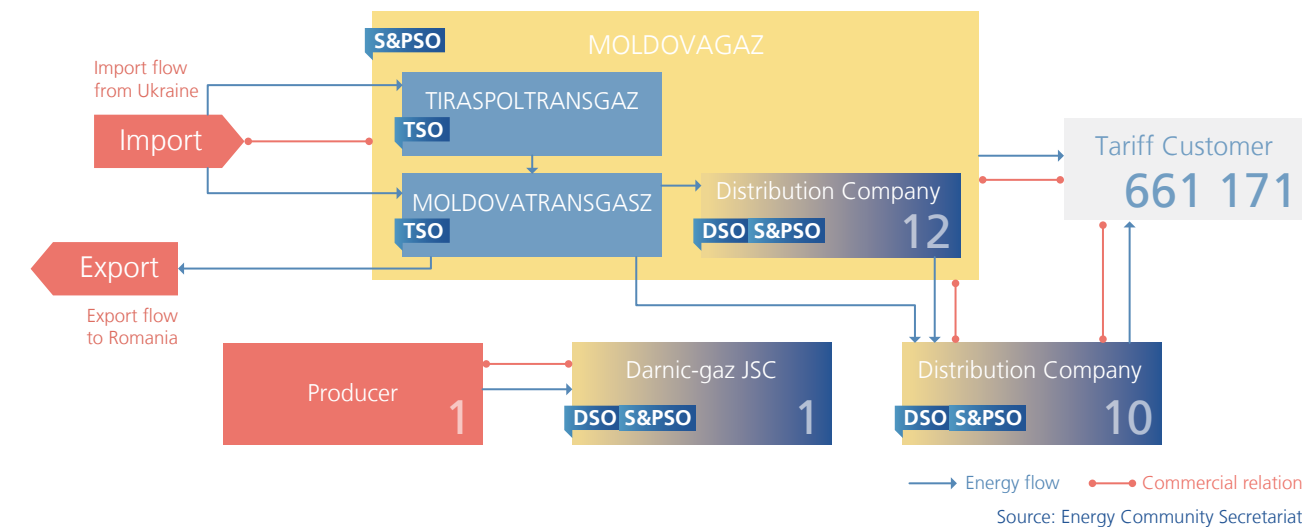 S&PSO
MOLDOVAGAZ
Import flow
from Ukraine
TIRASPOLTRANSGAZ
TSO
Import
Tariff Customer
661 171
MOLDOVATRANSGASZ
TSO
Distribution Company
12
DSO S&PSO
Export
Export flow
to Romania
Producer
1
Darnic-gaz JSC
1
DSO S&PSO
Distribution Company
10
DSO S&PSO
Energy flow
Commercial relation
Source: Energy Community Secretariat